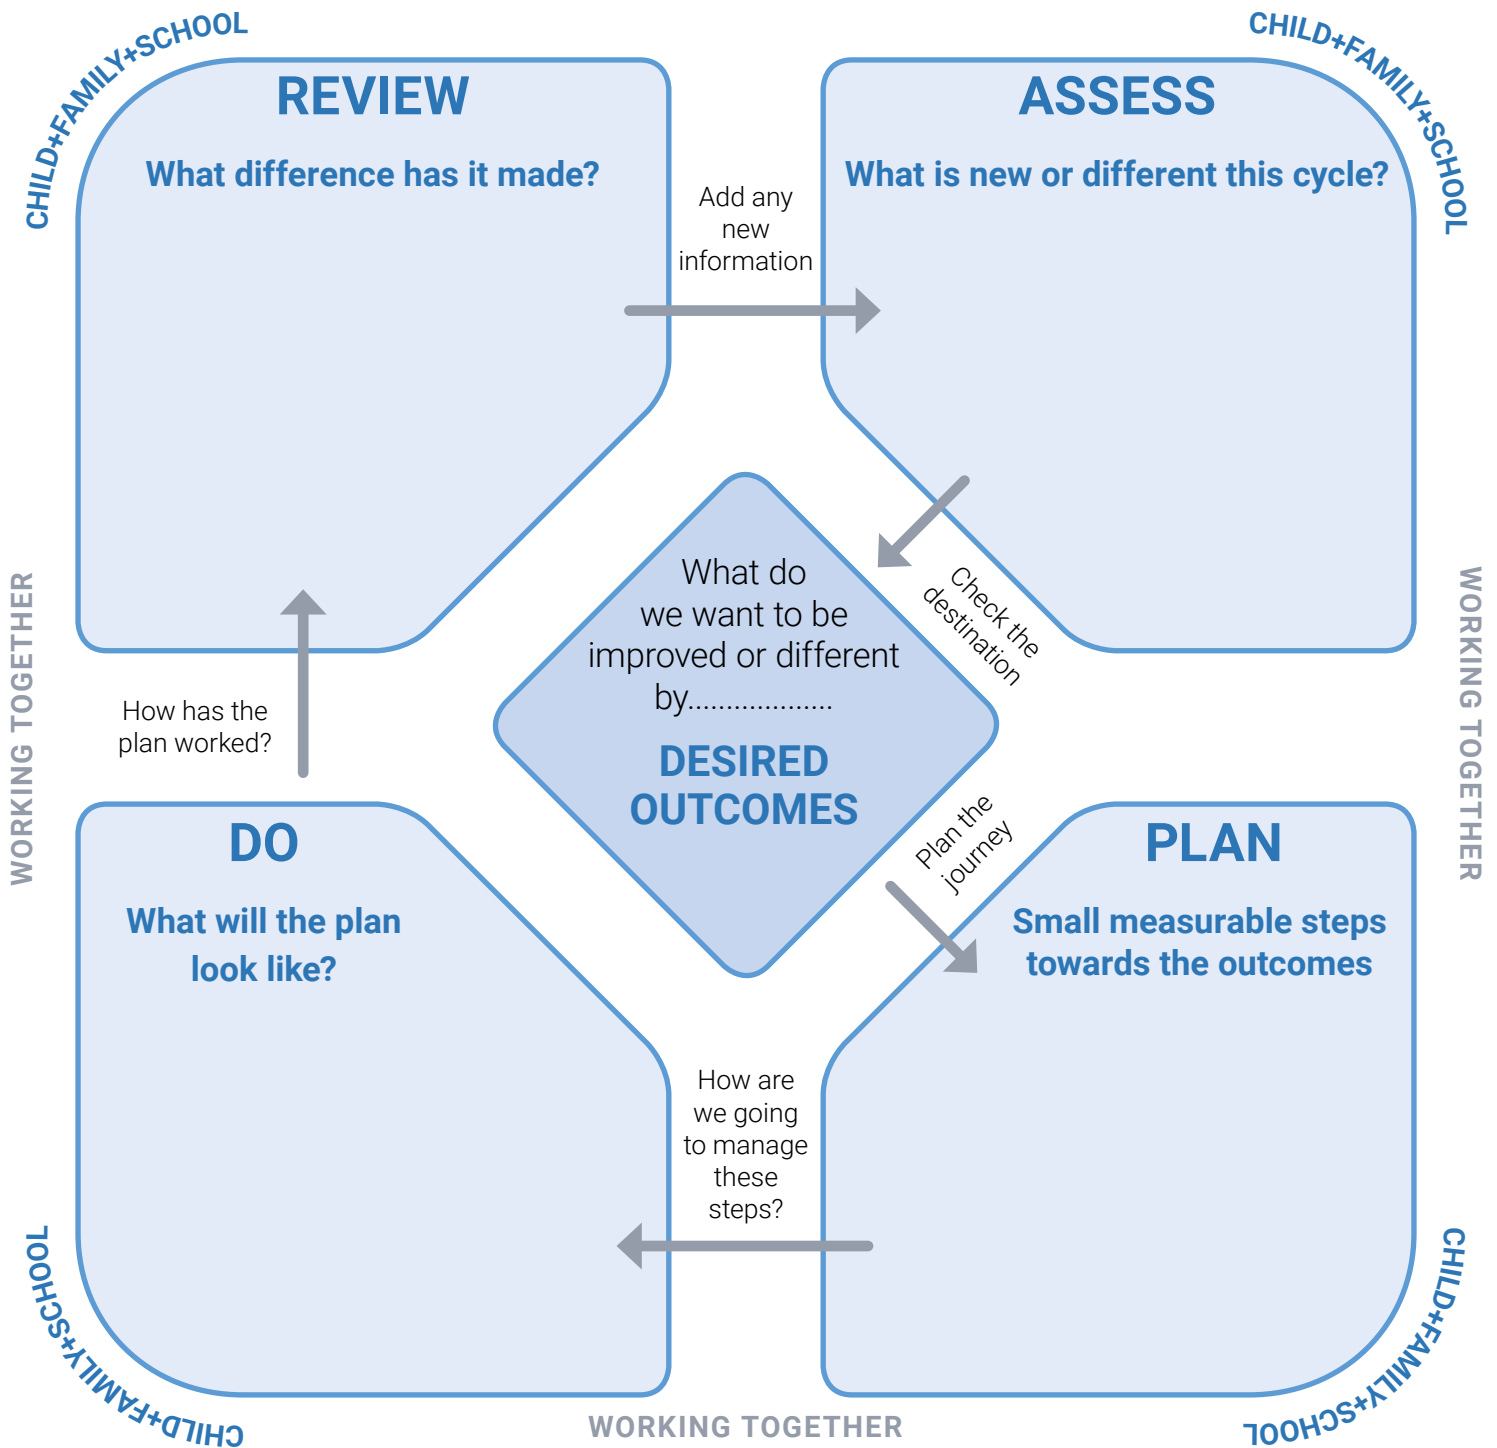 CHILD+FAMILY+SCHOOL
CHILD+FAMILY+SCHOOL
REVIEW
What difference has it made?
Add any
new
information
ASSESS
What is new or different this cycle?
WORKING TOGETHER
What do
we want to be
improved or different
by...................
DESIRED
OUTCOMES
Check the
destination
WORKING TOGETHER
How has the
plan worked?
Plan the
journey
DO
What will the plan
look like?
PLAN
Small measurable steps
towards the outcomes
How are
we going
to manage
these
steps?
CHILD+FAMILY+SCHOOL
WORKING TOGETHER
CHILD+FAMILY+SCHOOL